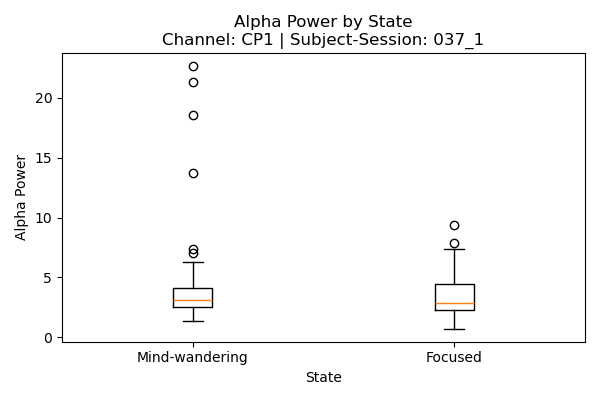 Alpha Power by State
Channel: CP1 | Subject-Session: 037_1
Alpha Power
20
15
10
5
0
Mind-wandering
Focused
State